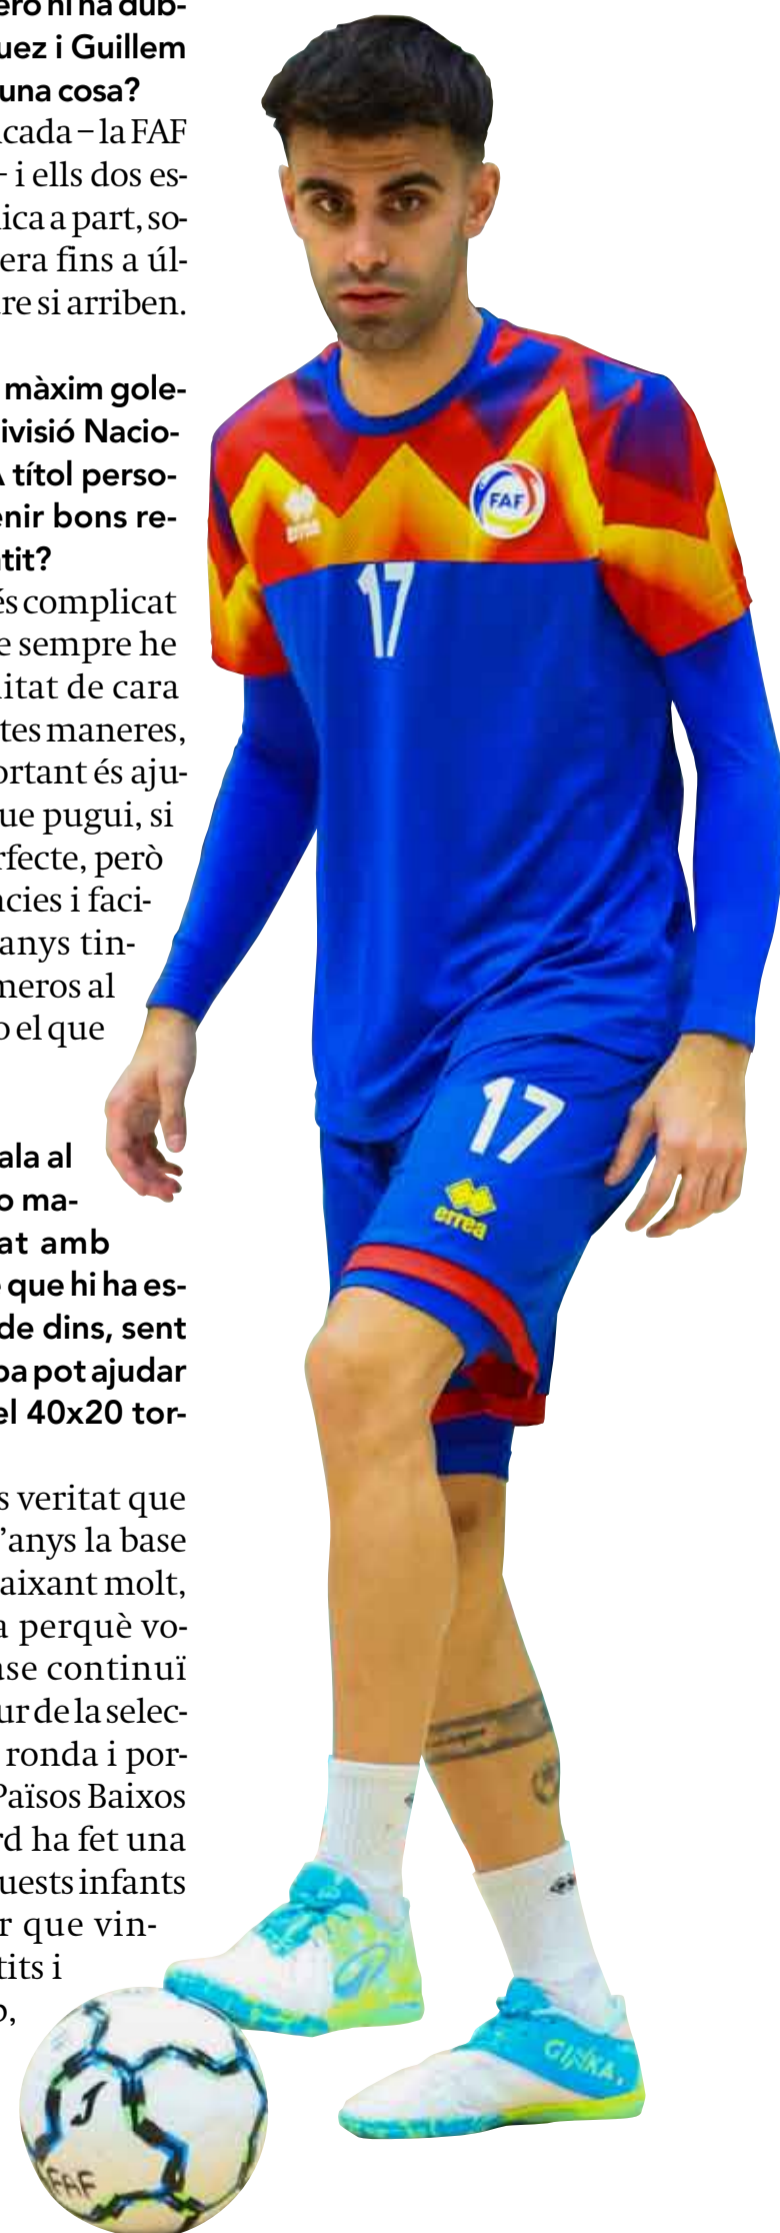 ero hi ha dub-
uez i Guillem
una cosa?
cada – la FAF
– i ells dos es-
ica a part, so-
era fins a úl-
re si arriben.
màxim gole-
ivisió Nacio-
A títol perso-
enir bons re-
tit?
és complicat
e sempre he
itat de cara
tes maneres,
ortant és aju-
ue pugui, si
rfecte, però
ncies i faci-
anys tin-
meros al
o el que
ala al
o ma-
at amb
que hi ha es-
de dins, sent
pa pot ajudar
el 40x20 tor-
s veritat que
'anys la base
aixant molt,
a perquè vo-
ase continuï
ur de la selec-
ronda i por-
Països Baixos
rd ha fet una
uests infants
r que vin-
tits i
o,
errea
FAF
17
17
errea
GINKA.
J
FAF